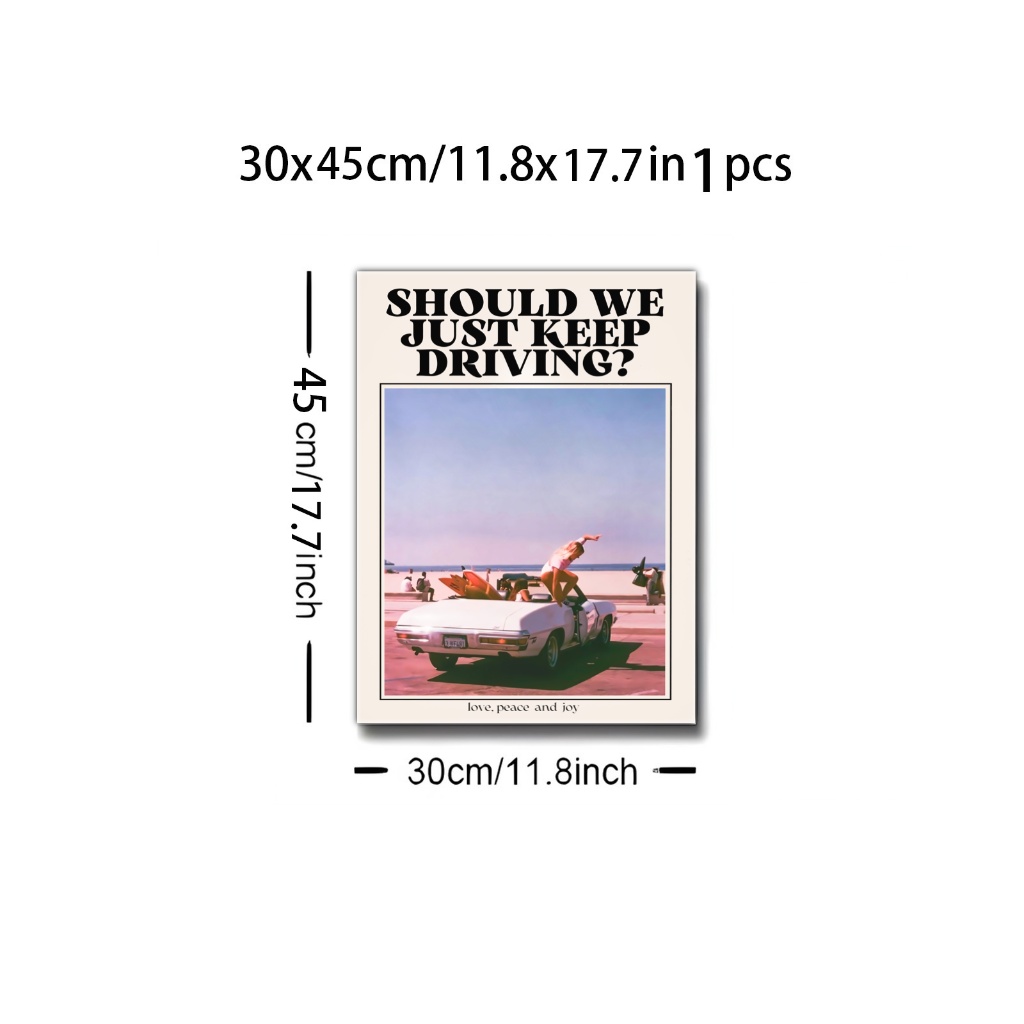 30x45cm/11.8x17.7in 1 pcs
SHOULD WE
JUST KEEP
DRIVING?
love, peace and joy
45 cm/17.7inch
30cm/11.8inch